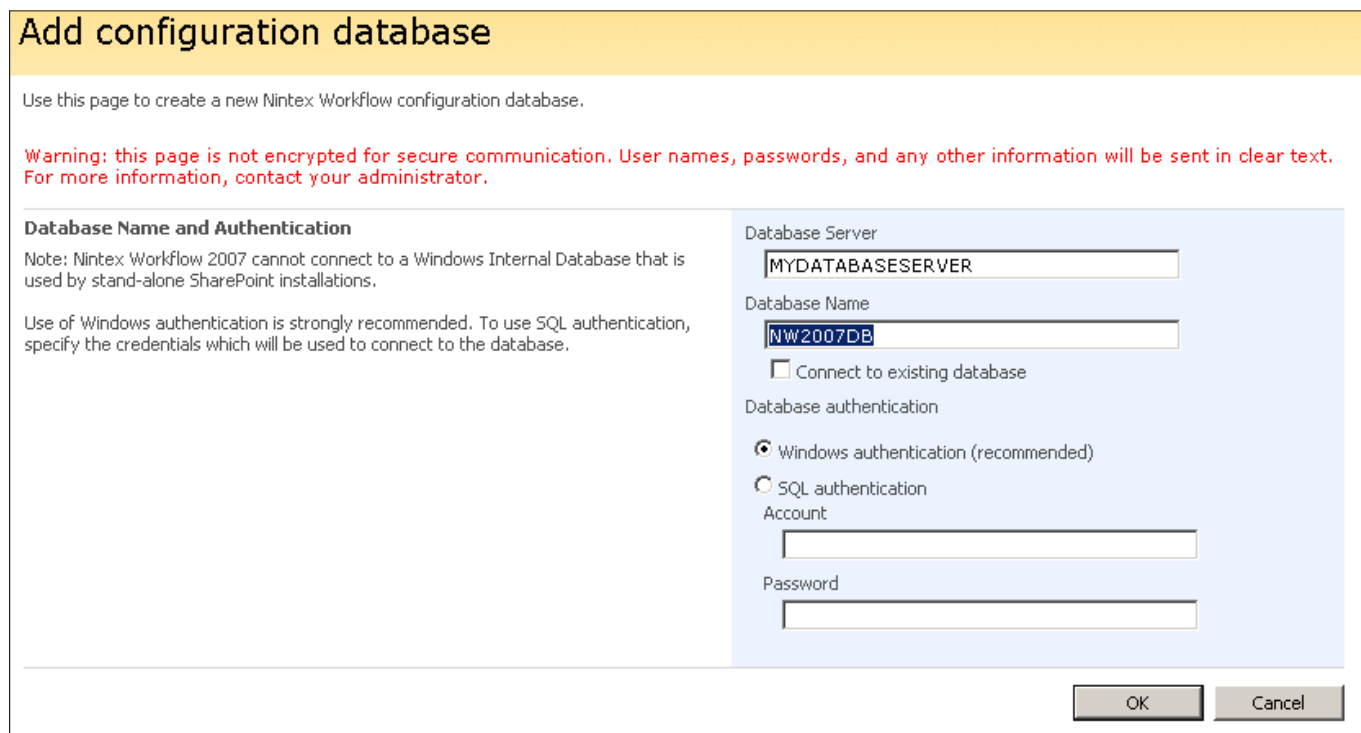 Add configuration database
Use this page to create a new Nintex Workflow configuration database.
Warning: this page is not encrypted for secure communication. User names, passwords, and any other information will be sent in clear text.
For more information, contact your administrator.
Database Name and Authentication
Note: Nintex Workflow 2007 cannot connect to a Windows Internal Database that is
used by stand-alone SharePoint installations.
Use of Windows authentication is strongly recommended. To use SQL authentication,
specify the credentials which will be used to connect to the database.
Database Server
MYDATABASESERVER
Database Name
NW2007DB
Connect to existing database
Database authentication
Windows authentication (recommended)
SQL authentication
Account
Password
OK
Cancel